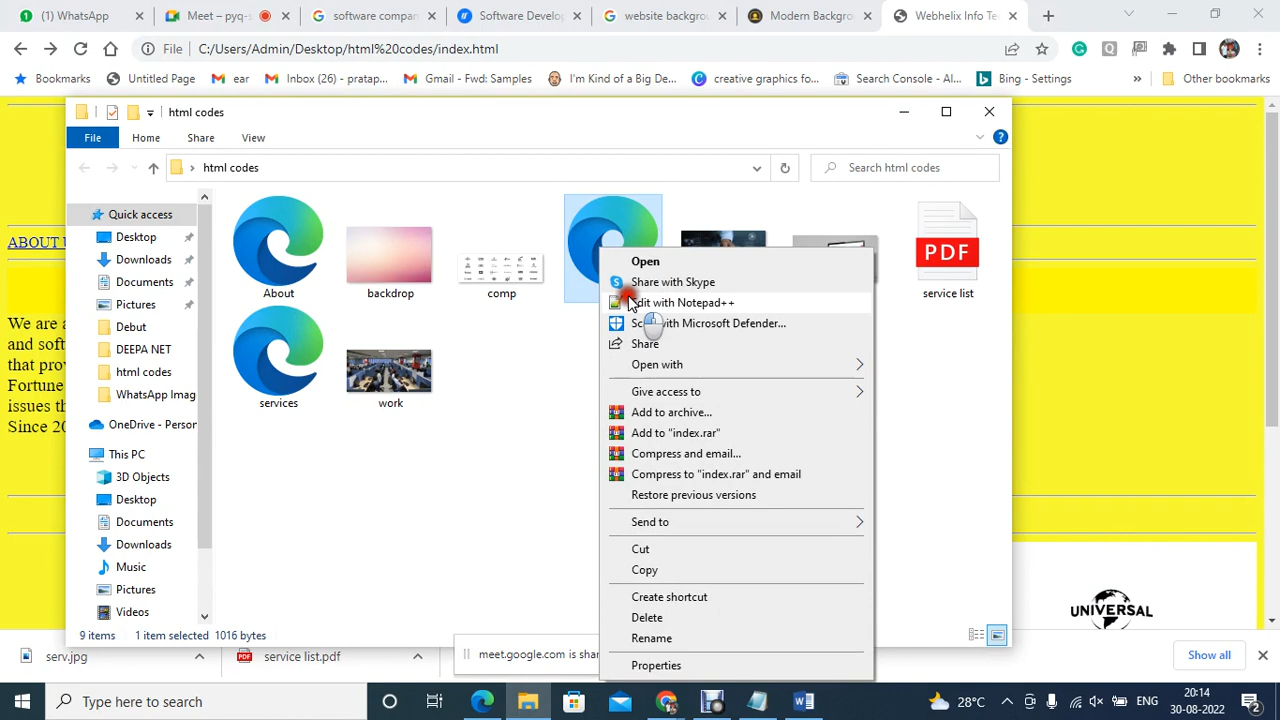 (1) WhatsApp
Meet – pyq-s
software compan
Software Develop
website backgrou
Modern Backgro
Webhelix Info Te
File
C:/Users/Admin/Desktop/html%20codes/index.html
Bookmarks
Untitled Page
ear
Inbox (26) - pratap...
Gmail - Fwd: Samples
I'm Kind of a Big De...
creative graphics fo...
Search Console - Al...
Bing - Settings
»
Other bookmarks
html codes
File
Home
Share
View
html codes
Search html codes
Quick access
Desktop
Downloads
Documents
Pictures
Debut
DEEPA NET
html codes
WhatsApp Imag
OneDrive - Person
This PC
3D Objects
Desktop
Documents
Downloads
Music
Pictures
Videos
About
backdrop
comp
PDF
service list
services
work
Open
Share with Skype
dit with Notepad++
with Microsoft Defender...
Share
Open with
Give access to
Add to archive...
Add to "index.rar"
Compress and email...
Compress to "index.rar" and email
Restore previous versions
Send to
Cut
Copy
Create shortcut
Delete
Rename
Properties
9 items
1 item selected
1016 bytes
ABOUT U
We are a
and soft
that prov
Fortune
issues th
Since 20
UNIVERSAL
serv.jpg
service list.pdf
meet.google.com is shar
Show all
Type here to search
28°C
ENG
20:14
30-08-2022
2